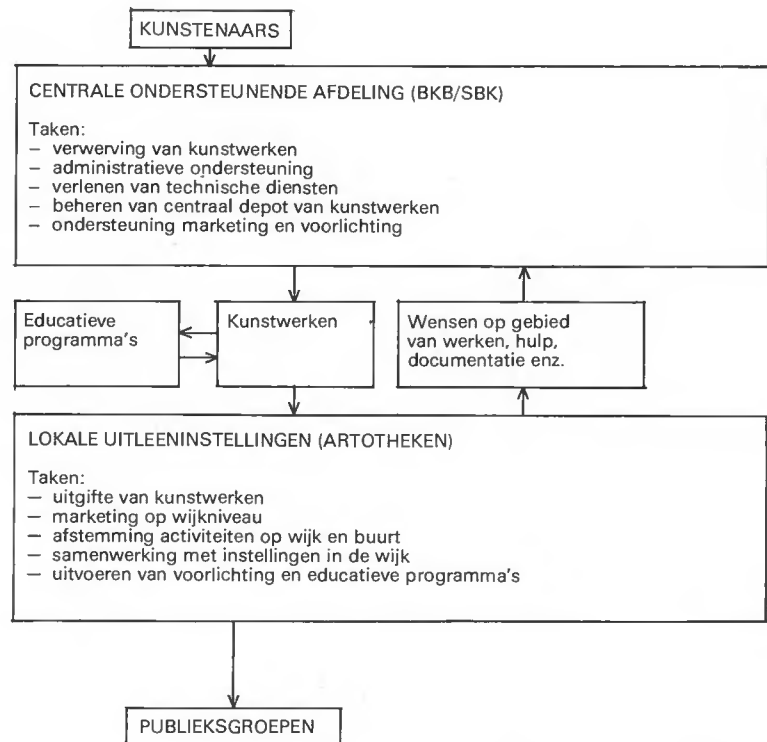 KUNSTENAARS
CENTRALE ONDERSTEUNENDE AFDELING (BKB/SBK)
Taken:
– verwerving van kunstwerken
– administratieve ondersteuning
– verlenen van technische diensten
– beheren van centraal depot van kunstwerken
– ondersteuning marketing en voorlichting
Educatieve
programma's
Kunstwerken
Wensen op gebied
van werken, hulp,
documentatie enz.
LOKALE UITLEENINSTELLINGEN (ARTOTHEKEN)
Taken:
– uitgifte van kunstwerken
– marketing op wijkniveau
– afstemming activiteiten op wijk en buurt
– samenwerking met instellingen in de wijk
– uitvoeren van voorlichting en educatieve programma's
PUBLIEKSGROEPEN